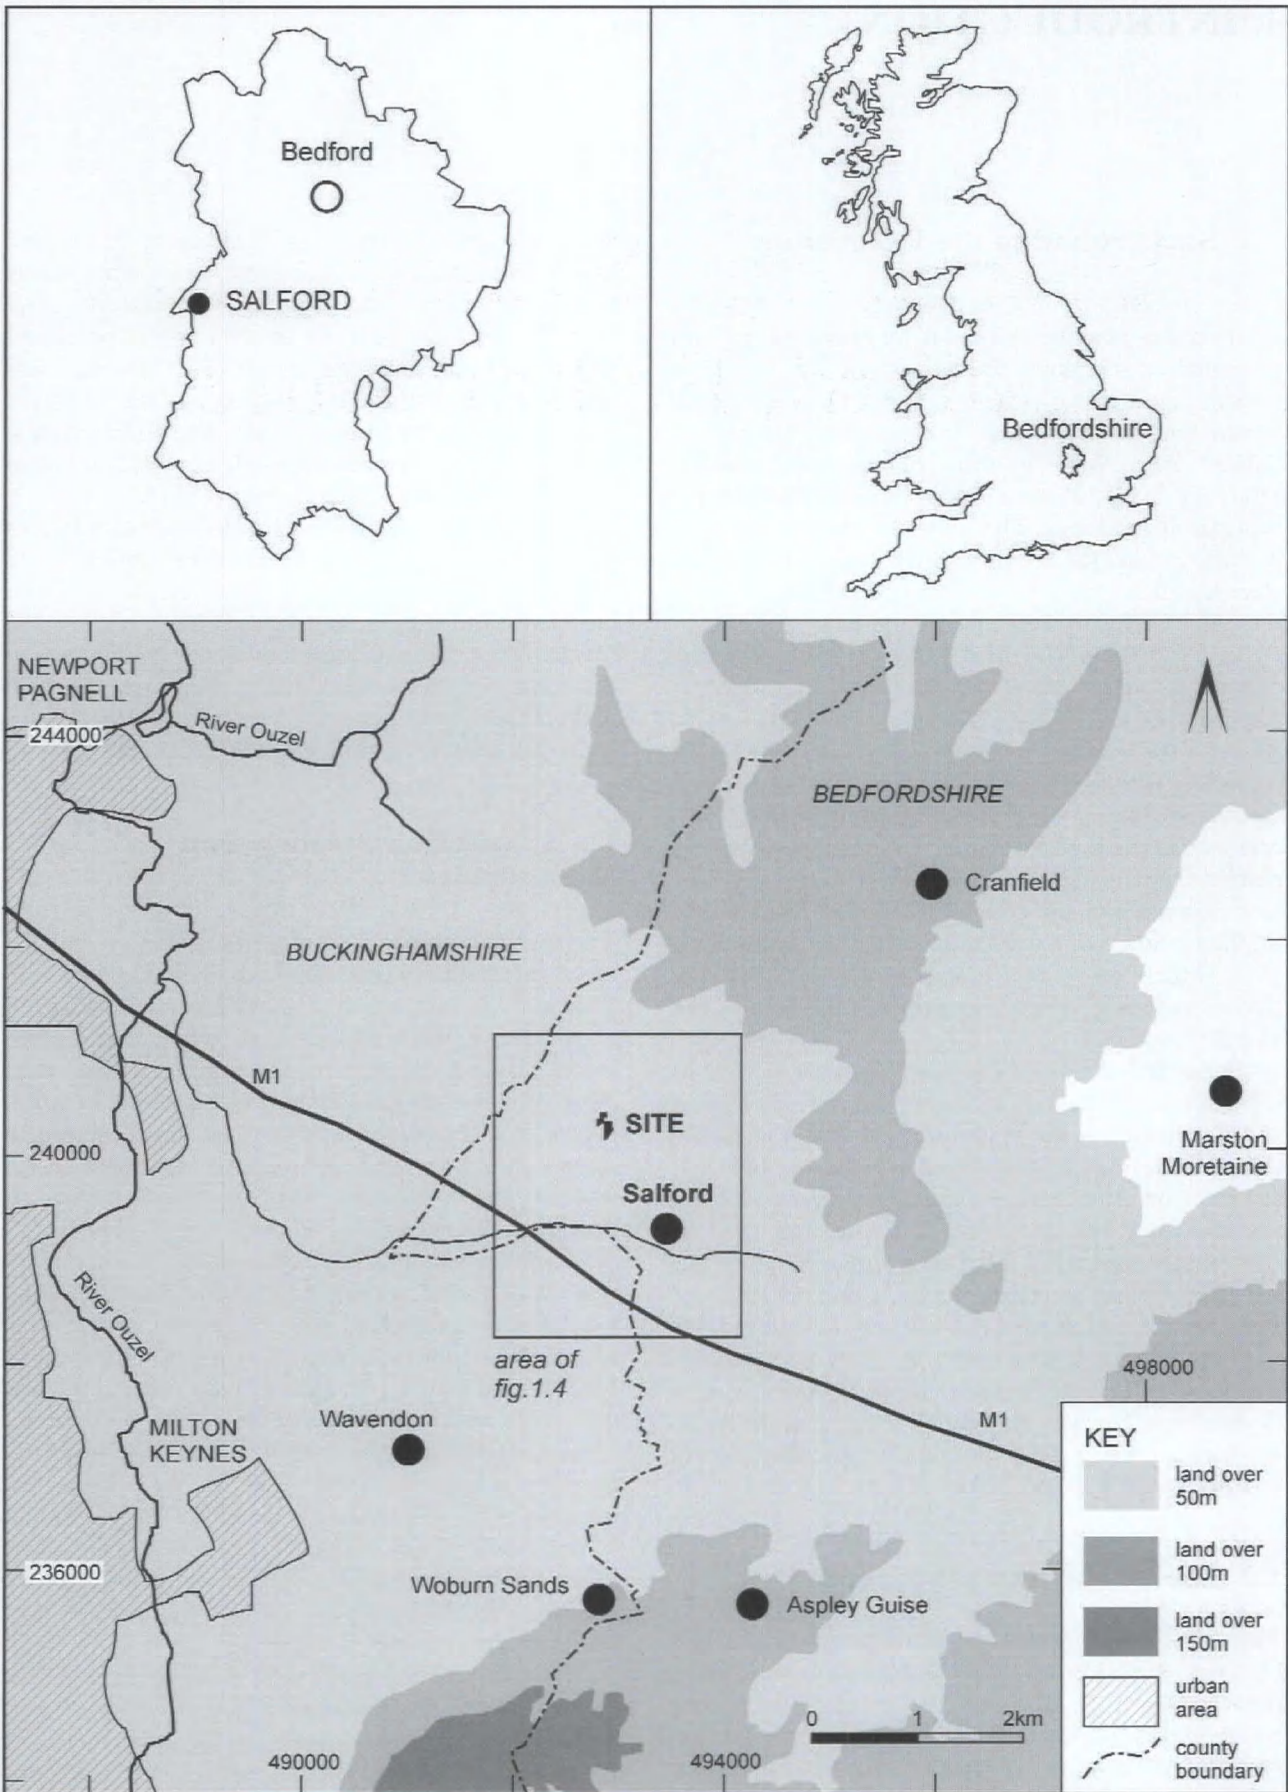 Bedford
SALFORD
Bedfordshire
NEWPORT
PAGNELL
River Ouzel
244000
BEDFORDSHIRE
Cranfield
BUCKINGHAMSHIRE
M1
SITE
240000
Marston
Moretaine
Salford
River Ouzel
area of
fig.1.4
498000
Wavendon
M1
MILTON
KEYNES
KEY
land over
50m
land over
100m
236000
Woburn Sands
Aspley Guise
land over
150m
urban
area
0 1 2km
490000
494000
county
boundary